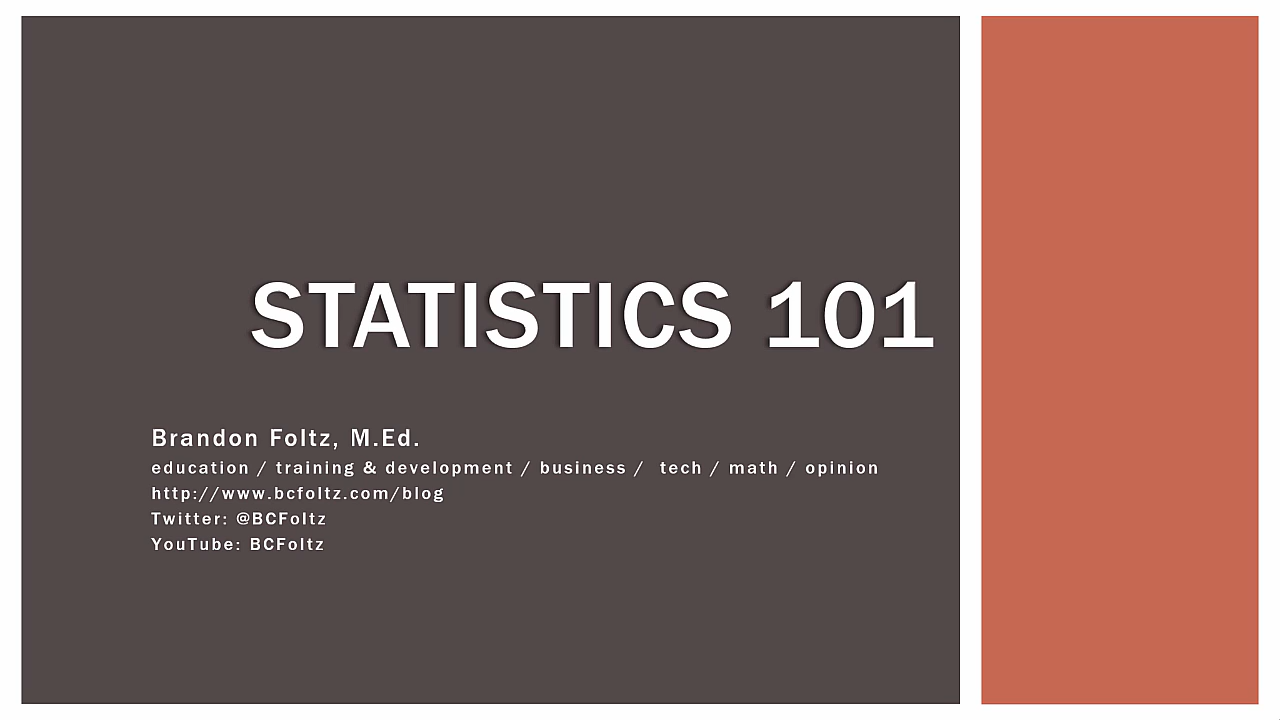 STATISTICS 101
Brandon Foltz, M.Ed.
education / training & development / business / tech / math / opinion
http://www.bcfoltz.com/blog
Twitter: @BCFoltz
YouTube: BCFoltz